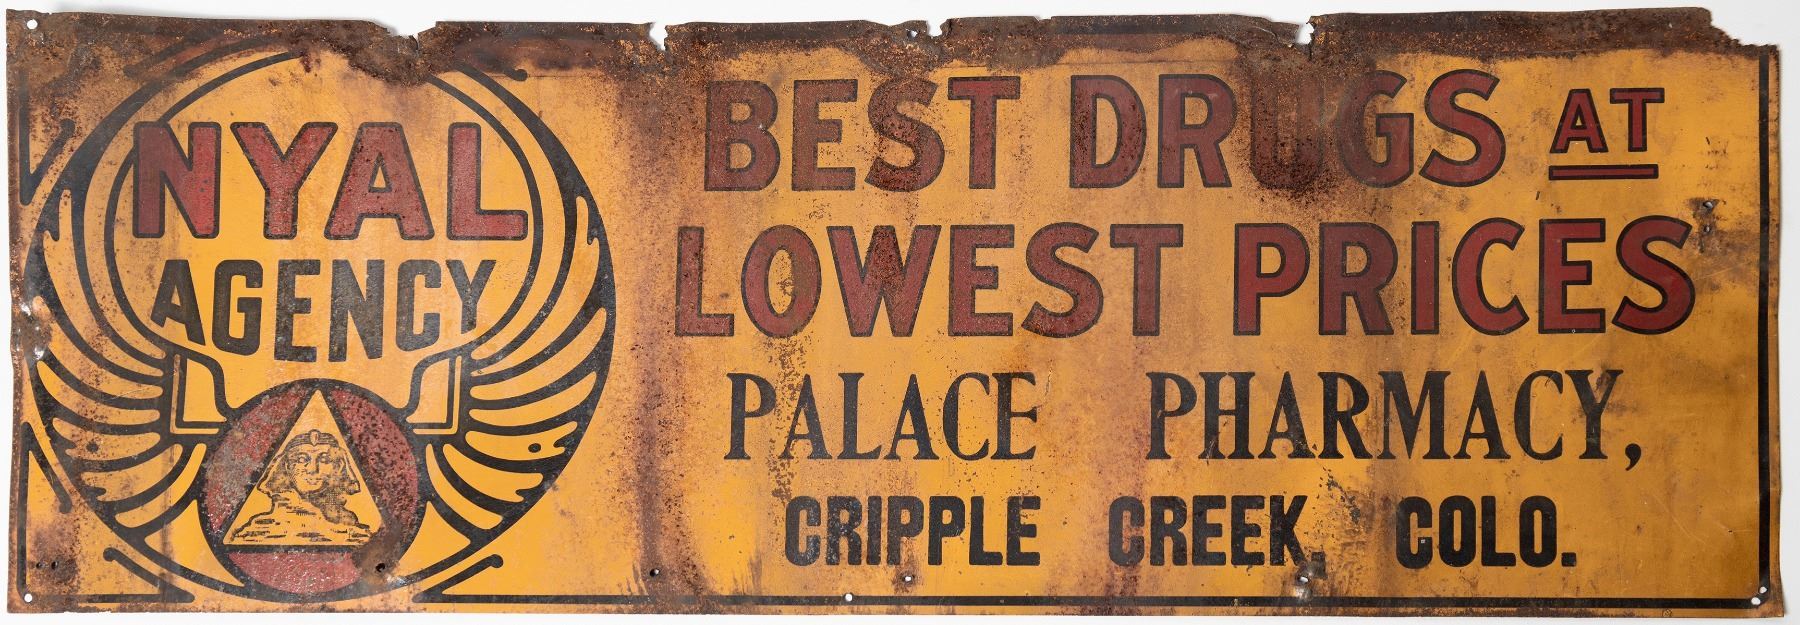 NYAL
AGENCY
BEST DRUGS AT
LOWEST PRICES
PALACE PHARMACY,
CRIPPLE CREEK. COLO.